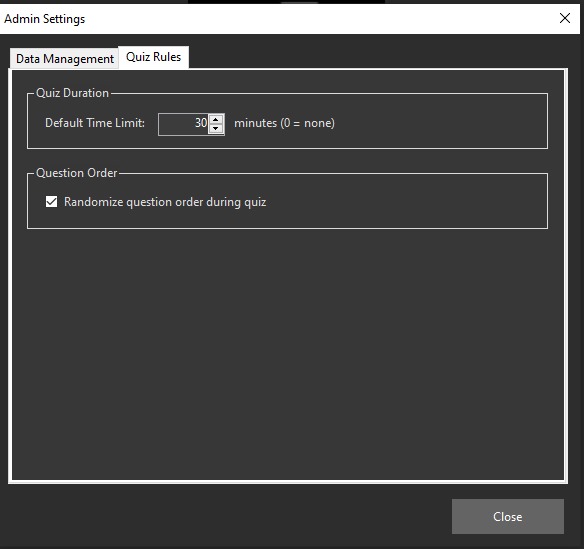 Admin Settings
Data Management Quiz Rules
Quiz Duration
Default Time Limit: 30 minutes (0 = none)
Question Order
Randomize question order during quiz
Close